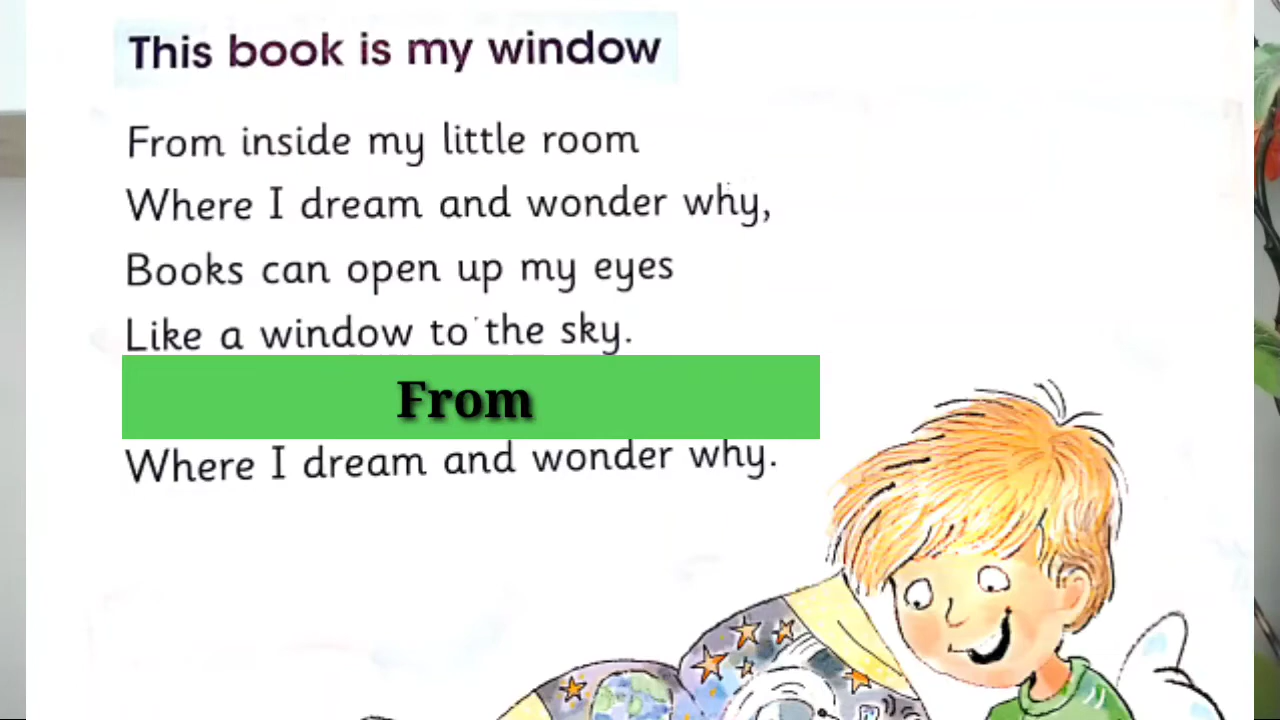 This book is my window
From inside my little room
Where I dream and wonder why,
Books can open up my eyes
Like a window to the sky.
From
Where I dream and wonder why.